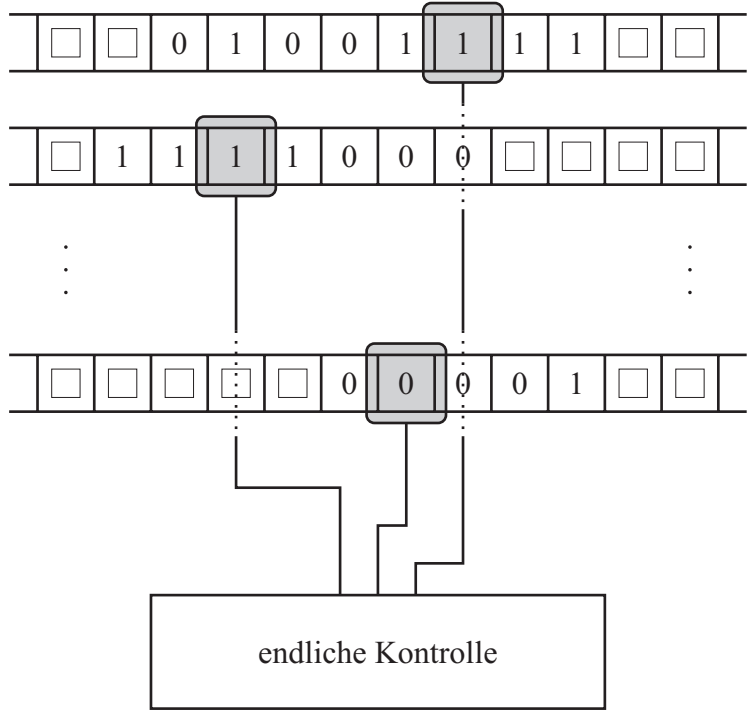 □ □ 0 1 0 0 1 1 1 1 □ □
□ 1 1 1 1 0 0 0 □ □ □ □
□ □ □ □ □ 0 0 0 0 1 □ □
endliche Kontrolle